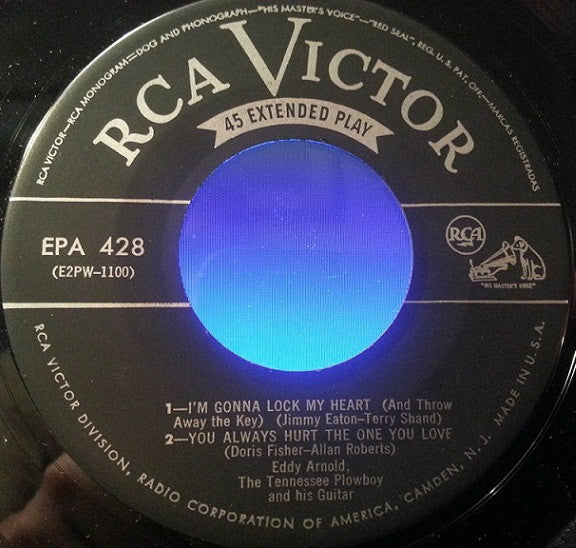 RCA VICTOR—RCA MONOGRAM—DOG AND PHONOGRAPH—"HIS MASTER'S VOICE"—"RED SEAL", REG. U. S. PAT. OFF.—MARCAS REGISTRADAS
RCA VICTOR
45 EXTENDED PLAY
EPA 428
(E2PW-1100)
RCA
"HIS MASTER'S VOICE"
1—I'M GONNA LOCK MY HEART (And Throw
Away the Key) (Jimmy Eaton-Terry Shand)
2—YOU ALWAYS HURT THE ONE YOU LOVE
(Doris Fisher-Allan Roberts)
Eddy Arnold,
The Tennessee Plowboy
and his Guitar
RCA VICTOR DIVISION, RADIO CORPORATION OF AMERICA, CAMDEN, N. J. MADE IN U. S. A.